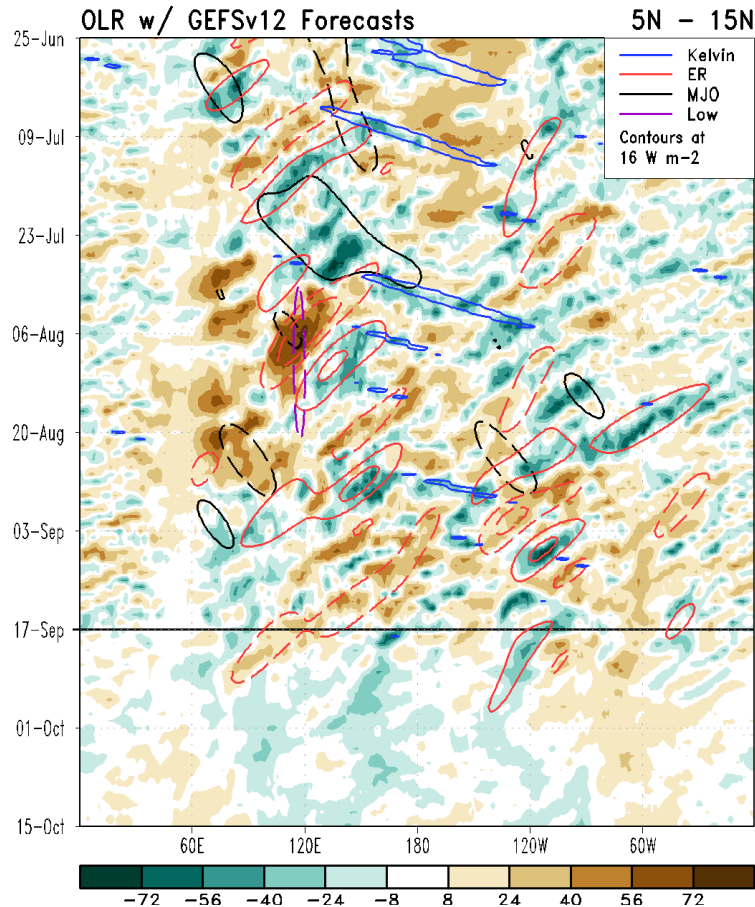 OLR w/ GEFSv12 Forecasts 5N - 15N
25-Jun
09-Jul
23-Jul
06-Aug
20-Aug
03-Sep
17-Sep
01-Oct
15-Oct
Kelvin
ER
MJO
Low
Contours at
16 W m-2
60E 120E 180 120W 60W
-72 -56 -40 -24 -8 8 24 40 56 72